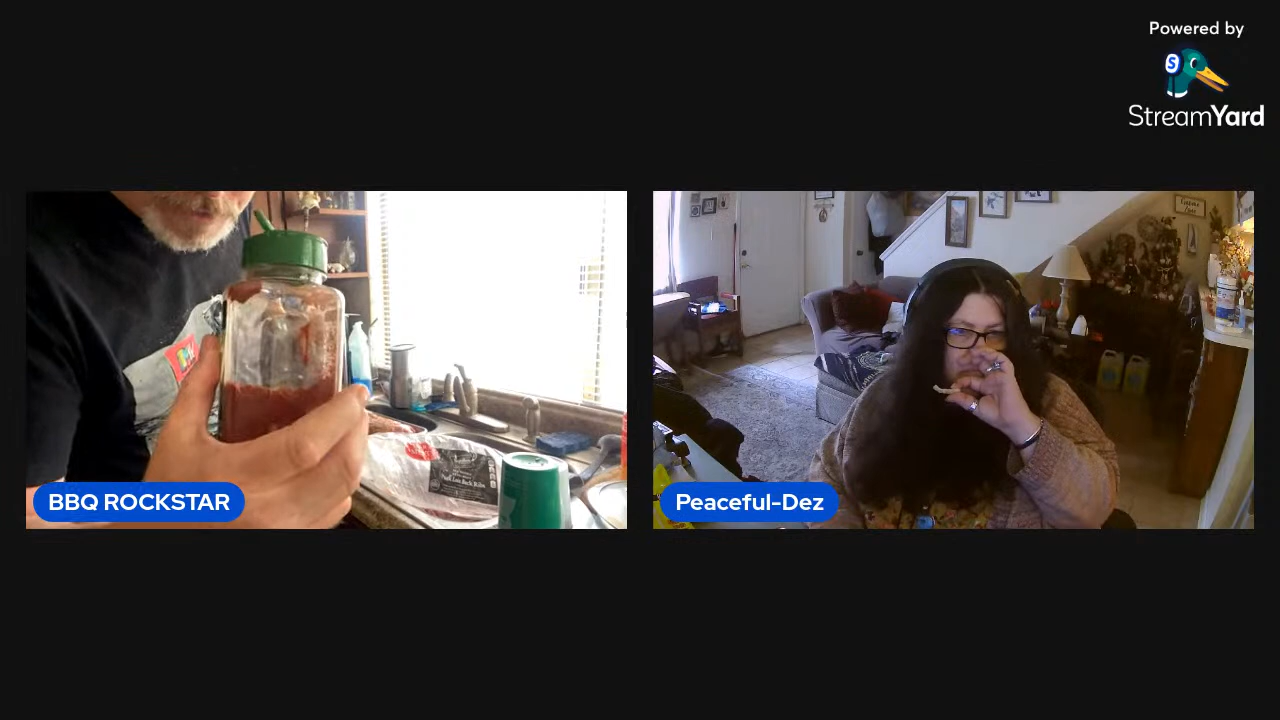 Powered by
S
StreamYard
BBQ ROCKSTAR
Peaceful-Dez